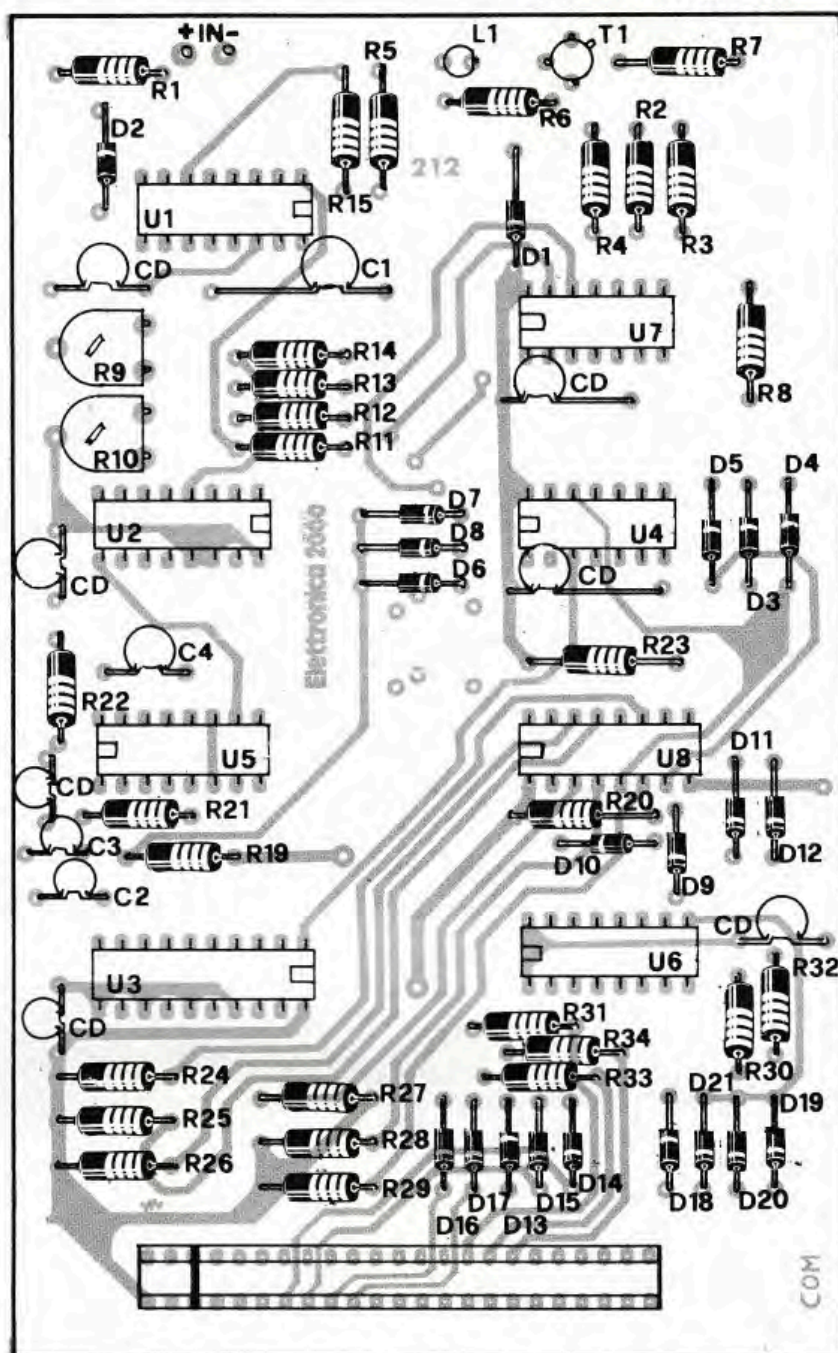 +IN-
L1
T1
R5
R7
R1
R6
D2
R2
212
U1
R15
R4
R3
D1
CD
C1
U7
R14
R9
R13
CD
R12
R8
R10
R11
D5
D4
D7
U2
D8
U4
CD
D6
CD
D3
Elettronica 2000
C4
R23
R22
U5
U8
D11
CD
R21
R20
C3
R19
D10
D9
D12
C2
CD
U3
U6
R32
CD
R31
R34
R30
R24
R33
R27
D21
D19
R25
R28
R26
D14
R29
D17
D15
D18
D20
D16
D13
COM